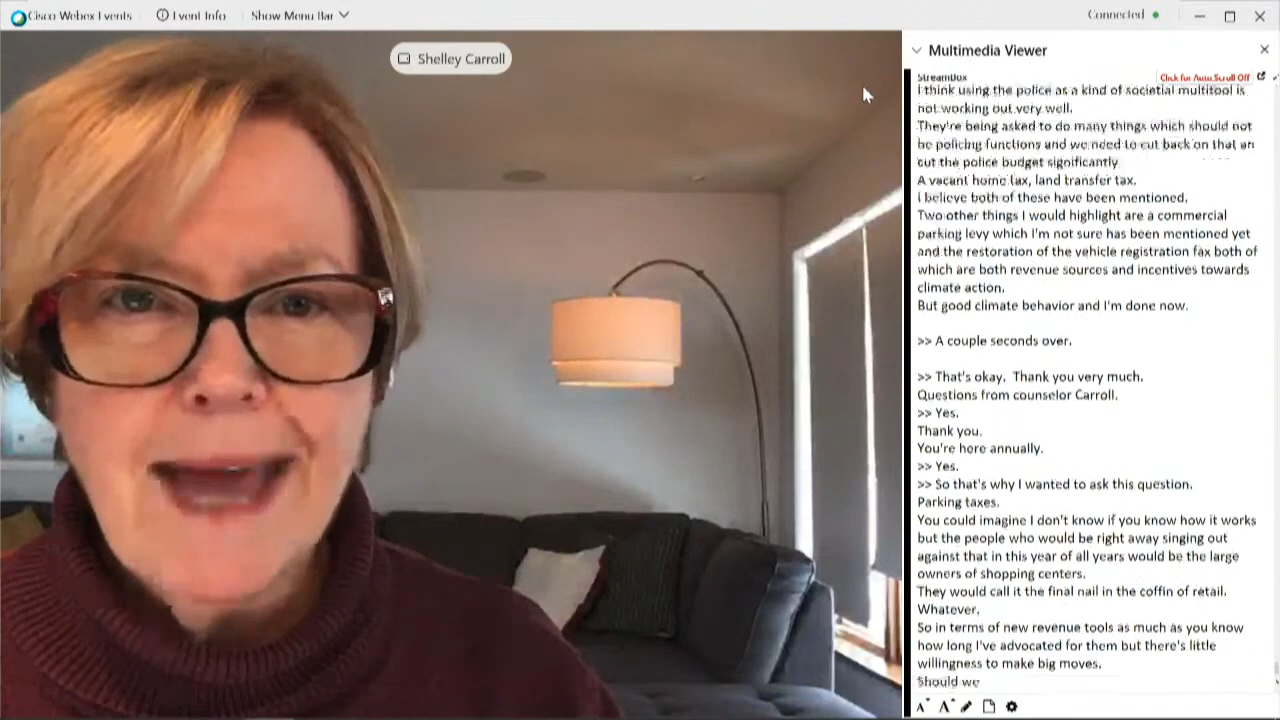 Cisco Webex Events
Event Info
Show Menu Bar
Connected
Shelley Carroll
Multimedia Viewer
StreamBox
Click for Auto Scroll Off
I think using the police as a kind of societial multitool is
not working out very well.
They're being asked to do many things which should not
be policing functions and we need to cut back on that an
cut the police budget significantly
A vacant home tax, land transfer tax.
I believe both of these have been mentioned.
Two other things I would highlight are a commercial
parking levy which I'm not sure has been mentioned yet
and the restoration of the vehicle registration fax both of
which are both revenue sources and incentives towards
climate action.
But good climate behavior and I'm done now.
>> A couple seconds over.
>> That's okay. Thank you very much.
Questions from counselor Carroll.
>> Yes.
Thank you.
You're here annually.
>> Yes.
>> So that's why I wanted to ask this question.
Parking taxes.
You could imagine I don't know if you know how it works
but the people who would be right away singing out
against that in this year of all years would be the large
owners of shopping centers.
They would call it the final nail in the coffin of retail.
Whatever.
So in terms of new revenue tools as much as you know
how long I've advocated for them but there's little
willingness to make big moves.
Should we